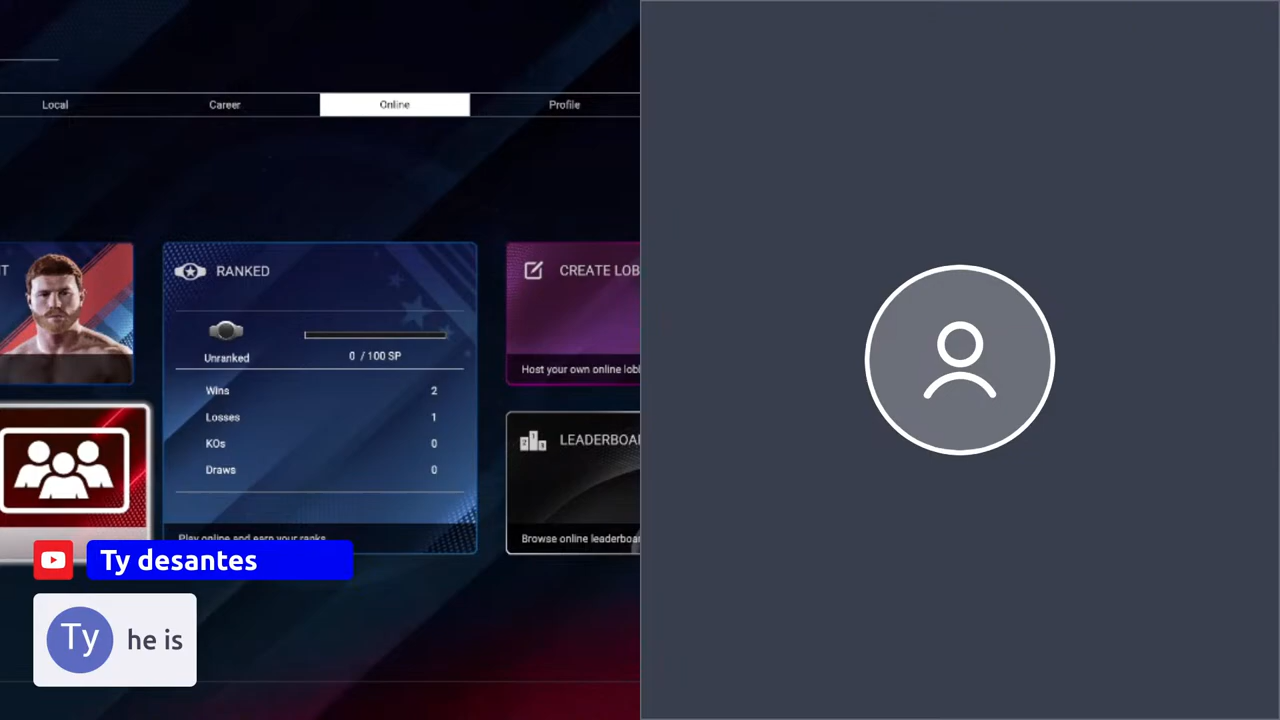 Local
Career
Online
Profile
T
RANKED
Unranked
0 / 100 SP
Wins 2
Losses 1
KOs 0
Draws 0
Play online and earn your ranks
CREATE LOB
Host your own online lobl
LEADERBOA
Browse online leaderboa
Ty desantes
Ty
he is